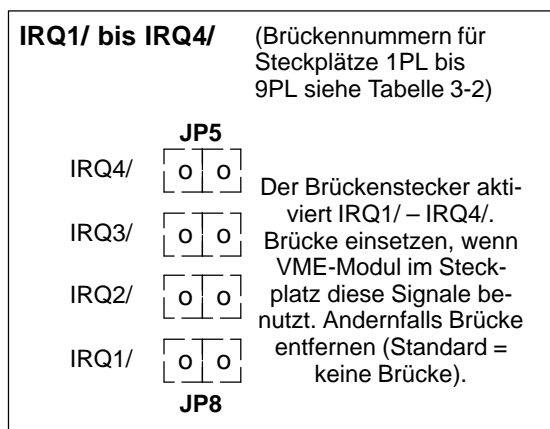 IRQ1/ bis IRQ4/ (Brückennummern für
Steckplätze 1PL bis
9PL siehe Tabelle 3-2)
JP5
IRQ4/ o o
IRQ3/ o o
IRQ2/ o o
IRQ1/ o o
JP8
Der Brückenstecker akti-
viert IRQ1/ – IRQ4/.
Brücke einsetzen, wenn
VME-Modul im Steck-
platz diese Signale be-
nutzt. Andernfalls Brücke
entfernen (Standard =
keine Brücke).